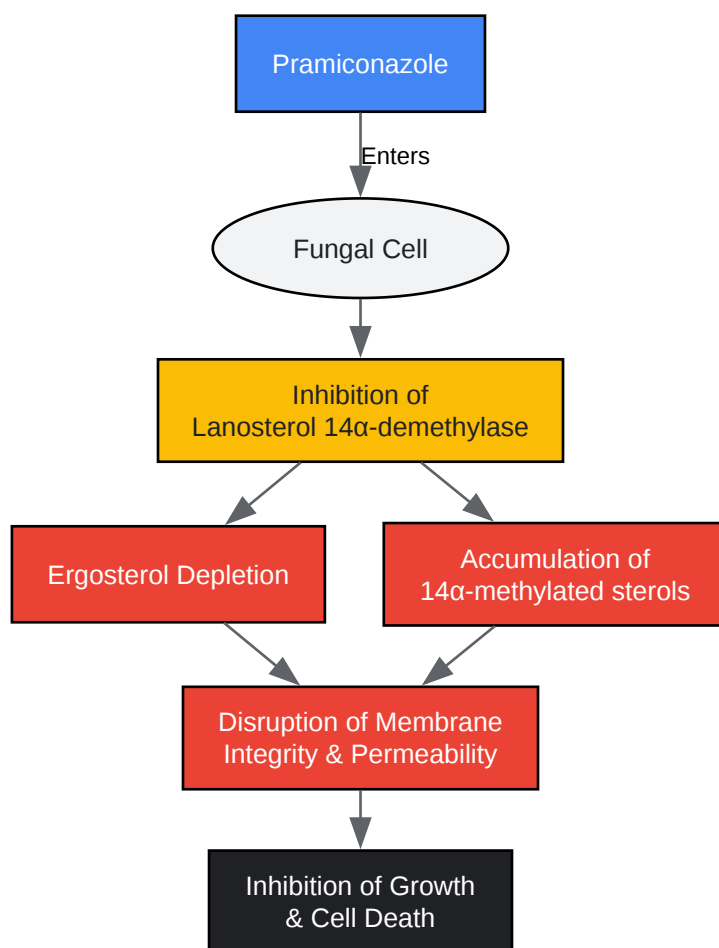 Pramiconazole
Enters
Fungal Cell
Inhibition of
Lanosterol 14α-demethylase
Ergosterol Depletion
Accumulation of
14α-methylated sterols
Disruption of Membrane
Integrity & Permeability
Inhibition of Growth
& Cell Death